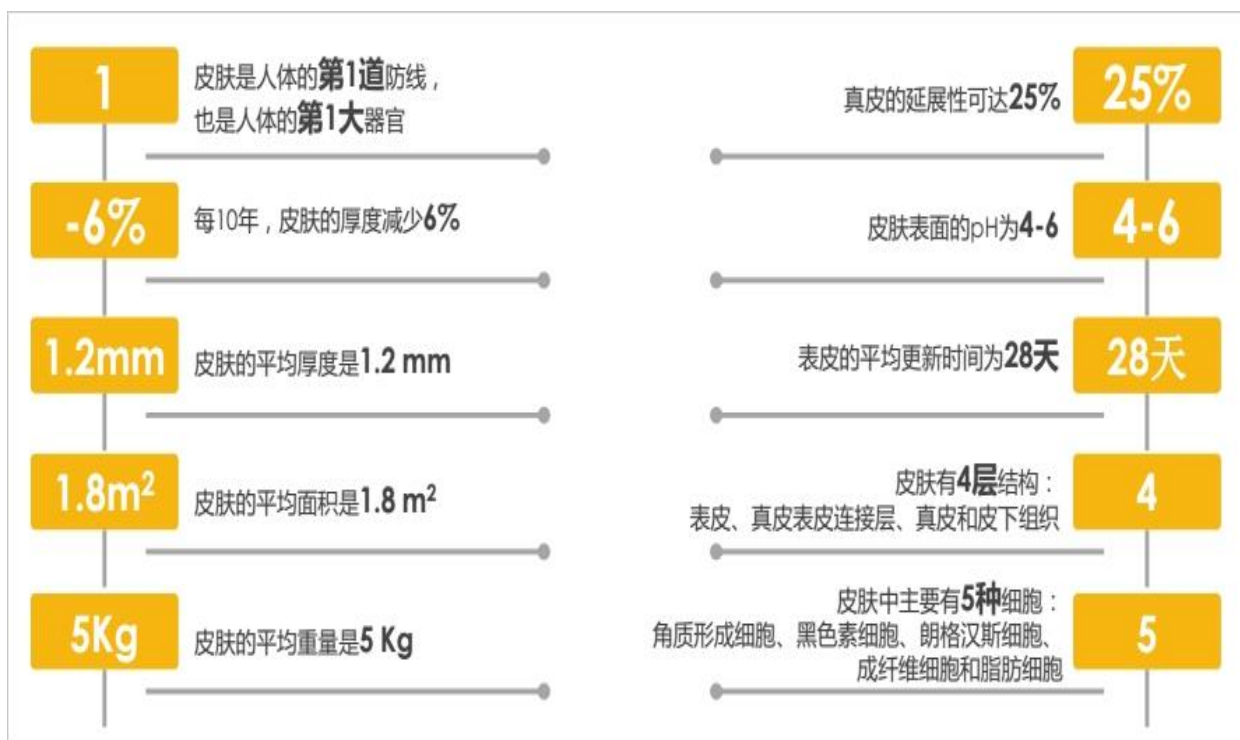 1
皮肤是人体的第1道防线，
也是人体的第1大器官
-6%
每10年，皮肤的厚度减少6%
1.2mm
皮肤的平均厚度是1.2 mm
1.8m²
皮肤的平均面积是1.8 m²
5Kg
皮肤的平均重量是5 Kg
真皮的延展性可达25%
25%
皮肤表面的pH为4-6
4-6
表皮的平均更新时间为28天
28天
皮肤有4层结构：
表皮、真皮表皮连接层、真皮和皮下组织
4
皮肤中主要有5种细胞：
角质形成细胞、黑色素细胞、朗格汉斯细胞、
成纤维细胞和脂肪细胞
5